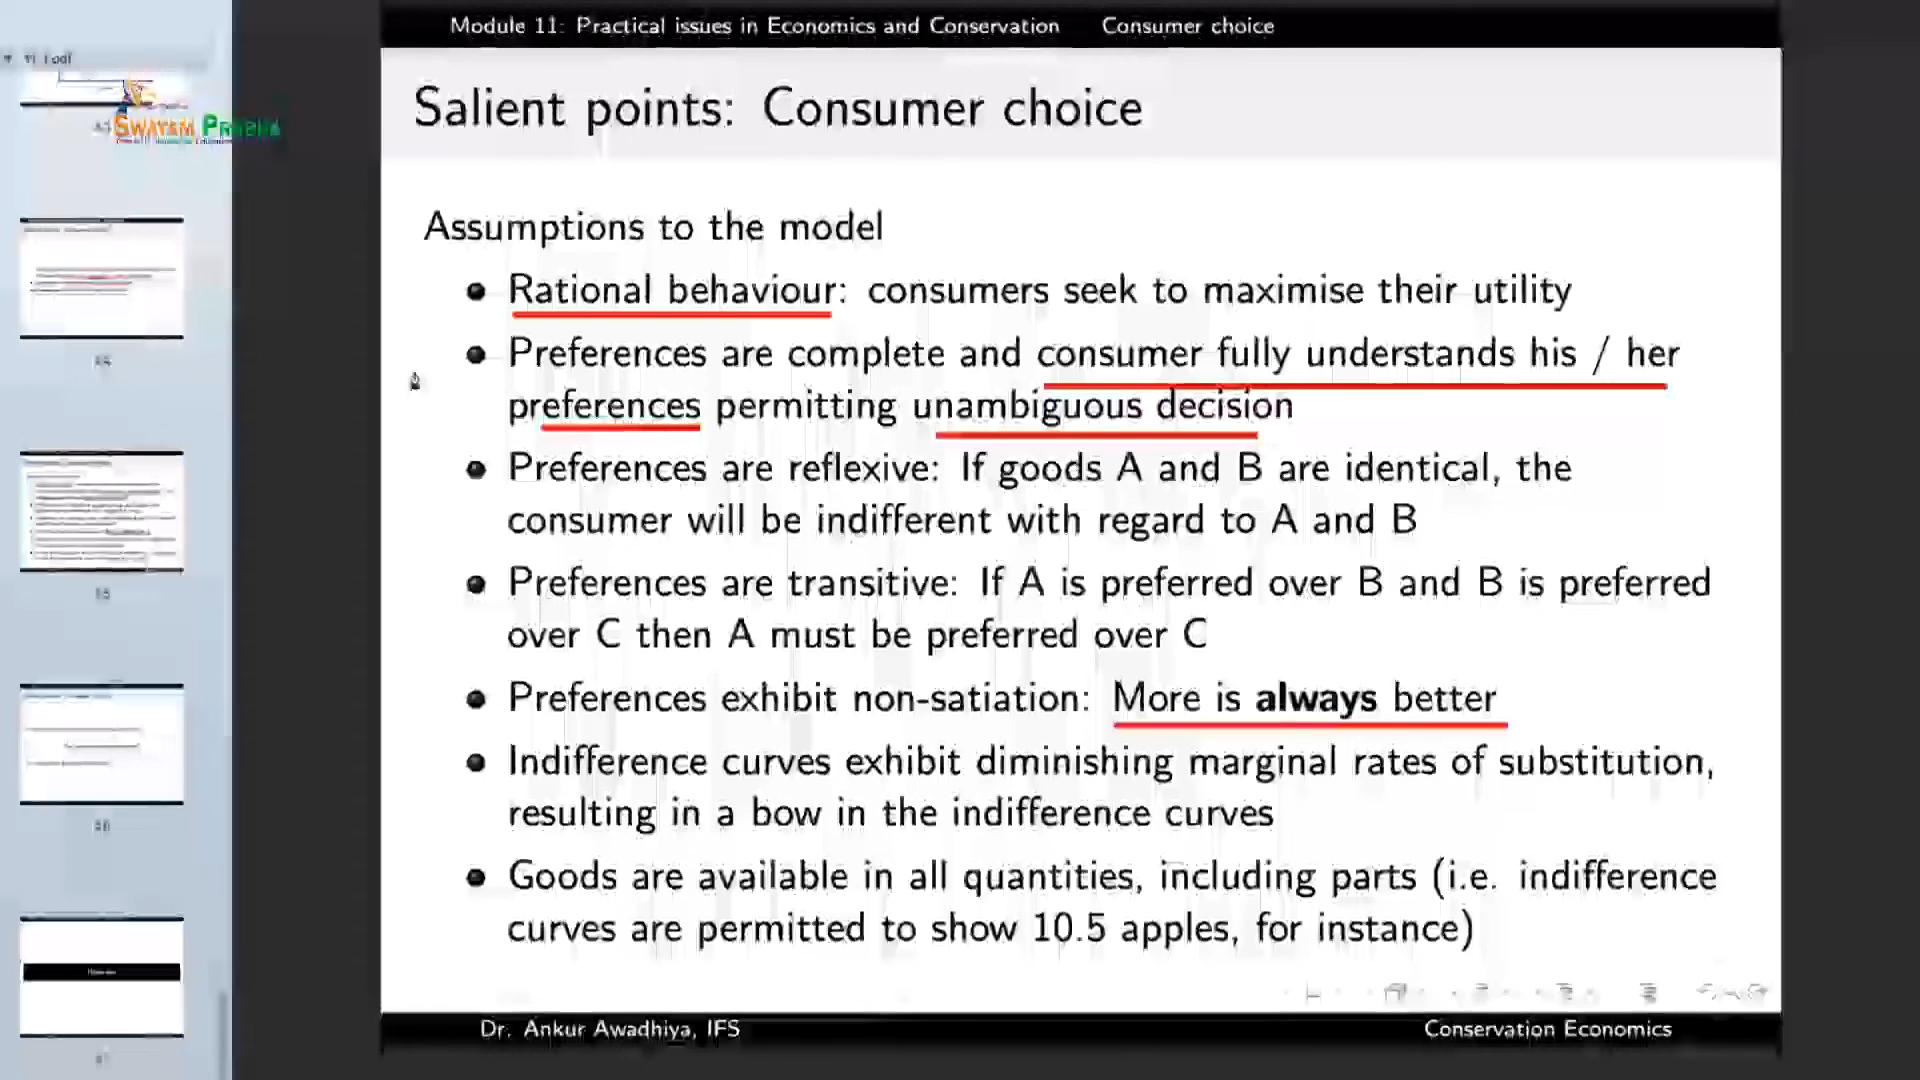 Module 11: Practical issues in Economics and Conservation Consumer choice
SWAYAM PRABHA
Salient points: Consumer choice
Assumptions to the model
Rational behaviour: consumers seek to maximise their utility
Preferences are complete and consumer fully understands his / her
preferences permitting unambiguous decision
Preferences are reflexive: If goods A and B are identical, the
consumer will be indifferent with regard to A and B
Preferences are transitive: If A is preferred over B and B is preferred
over C then A must be preferred over C
Preferences exhibit non-satiation: More is always better
Indifference curves exhibit diminishing marginal rates of substitution,
resulting in a bow in the indifference curves
Goods are available in all quantities, including parts (i.e. indifference
curves are permitted to show 10.5 apples, for instance)
Dr. Ankur Awadhiya, IFS Conservation Economics